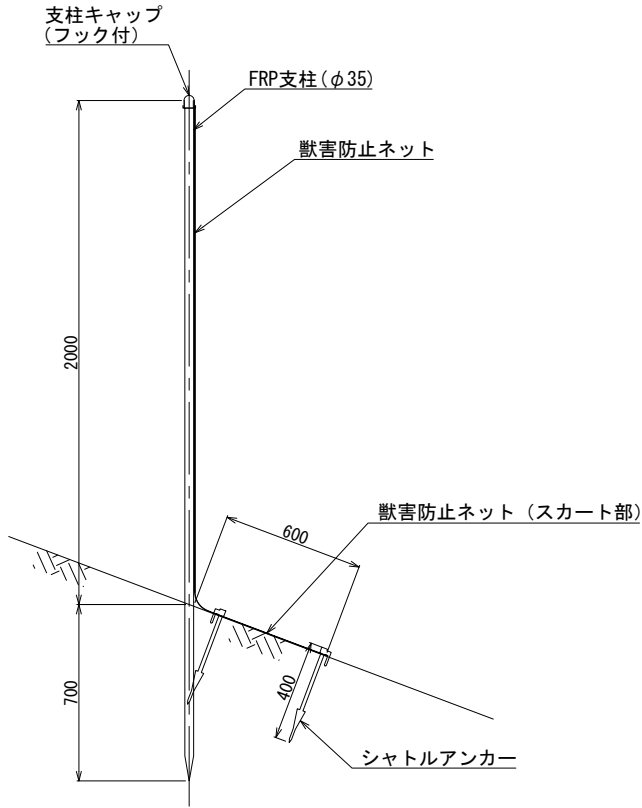 支柱キャップ
(フック付)
FRP支柱(φ35)
獣害防止ネット
2000
獣害防止ネット（スカート部）
600
700
400
シャトルアンカー